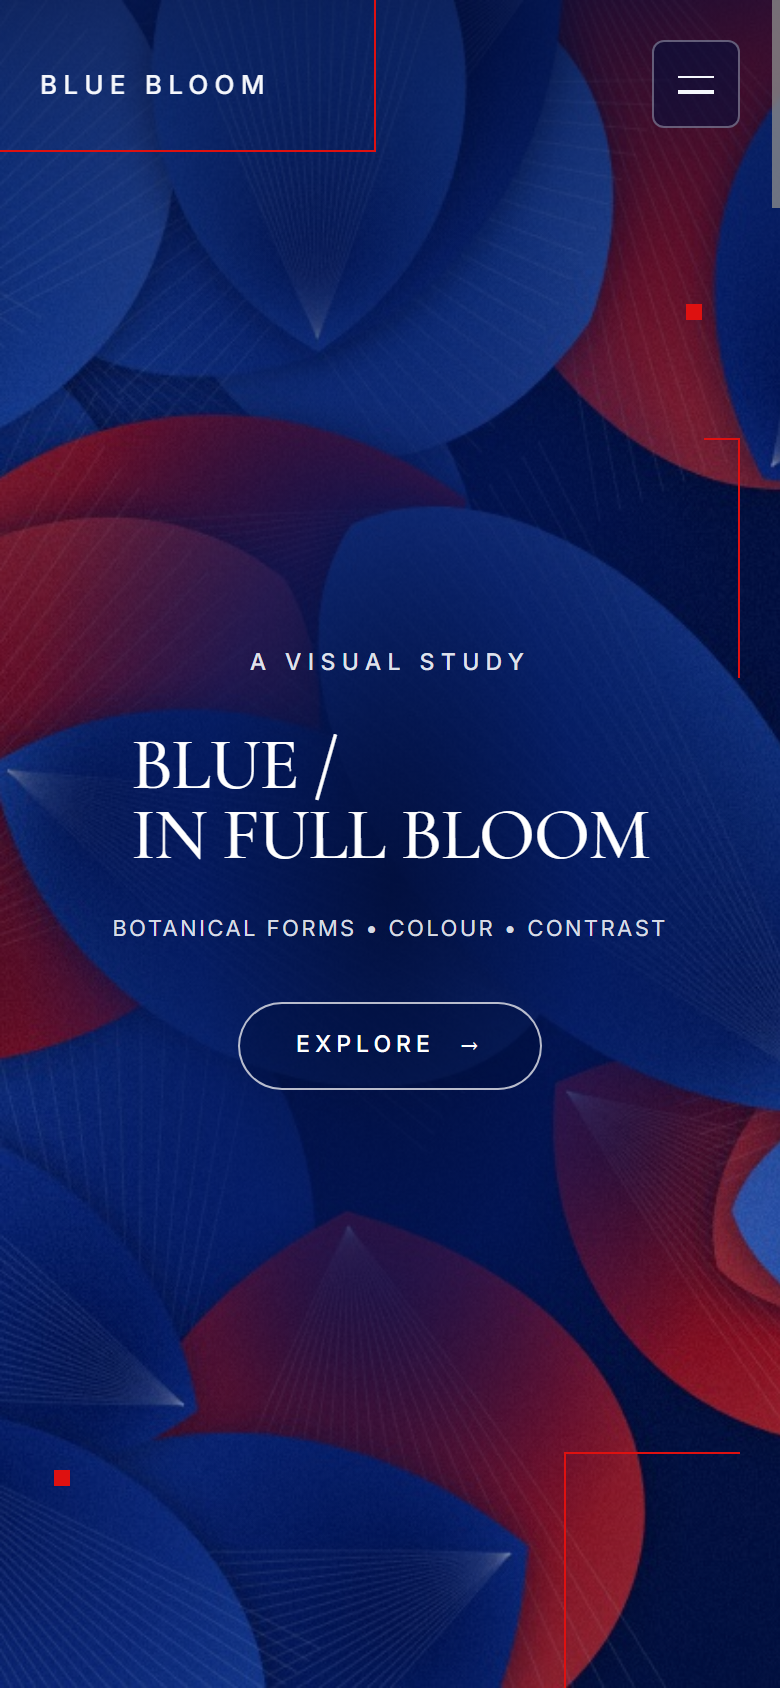 BLUE BLOOM
A VISUAL STUDY
BLUE /
IN FULL BLOOM
BOTANICAL FORMS • COLOUR • CONTRAST
EXPLORE →